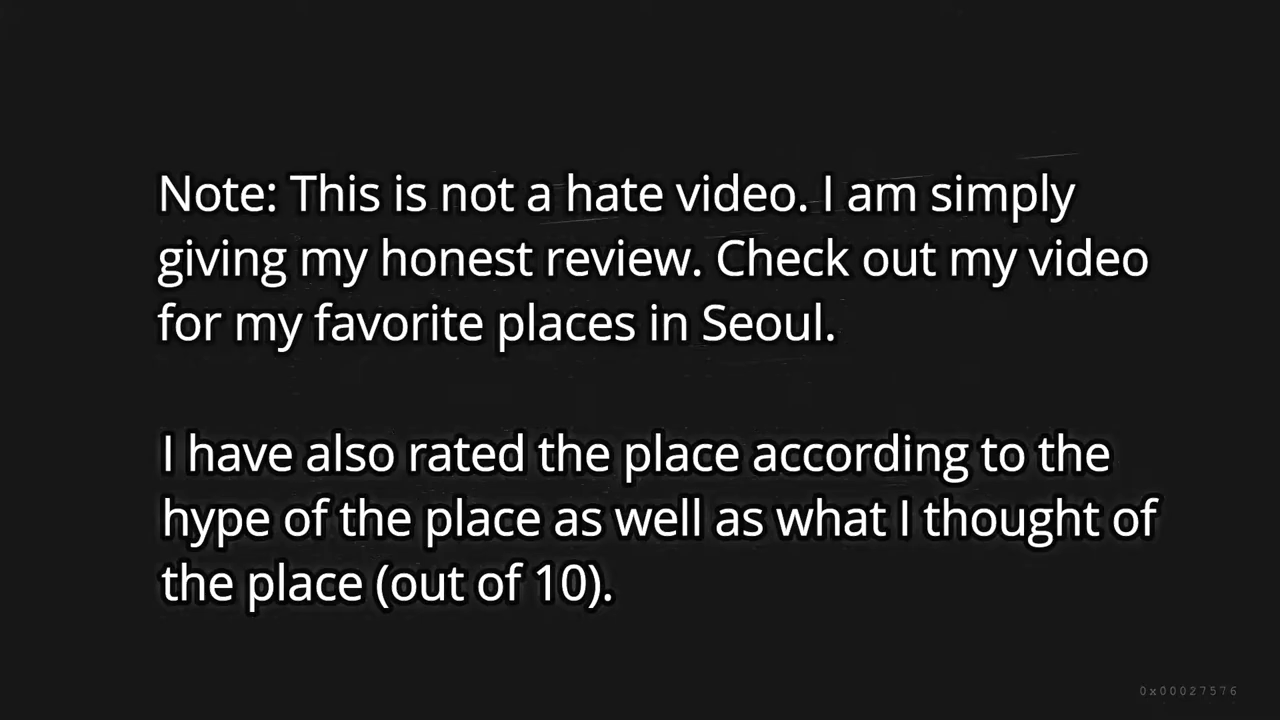 Note: This is not a hate video. I am simply
giving my honest review. Check out my video
for my favorite places in Seoul.
I have also rated the place according to the
hype of the place as well as what I thought of
the place (out of 10).
0x00027576